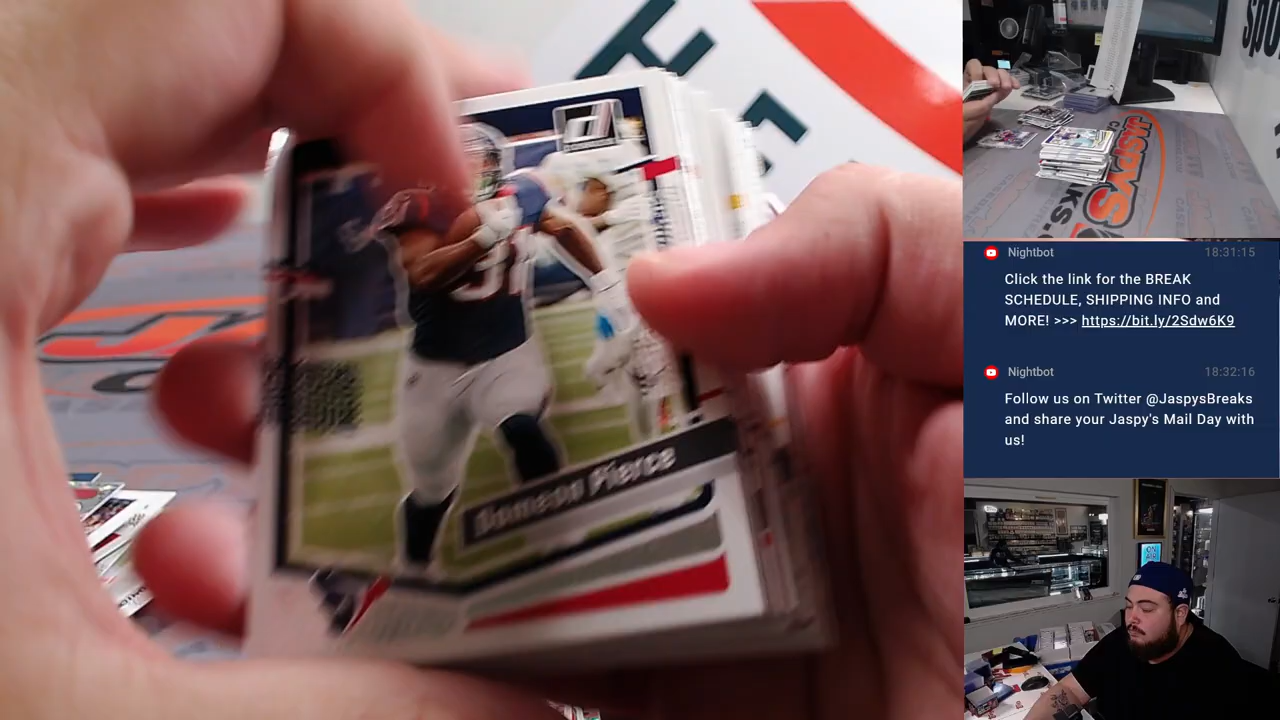 Dameon Pierce
31
JASPYS
Nightbot 18:31:15
Click the link for the BREAK
SCHEDULE, SHIPPING INFO and
MORE! >>> https://bit.ly/2Sdw6K9
Nightbot 18:32:16
Follow us on Twitter @JaspysBreaks
and share your Jaspy's Mail Day with
us!